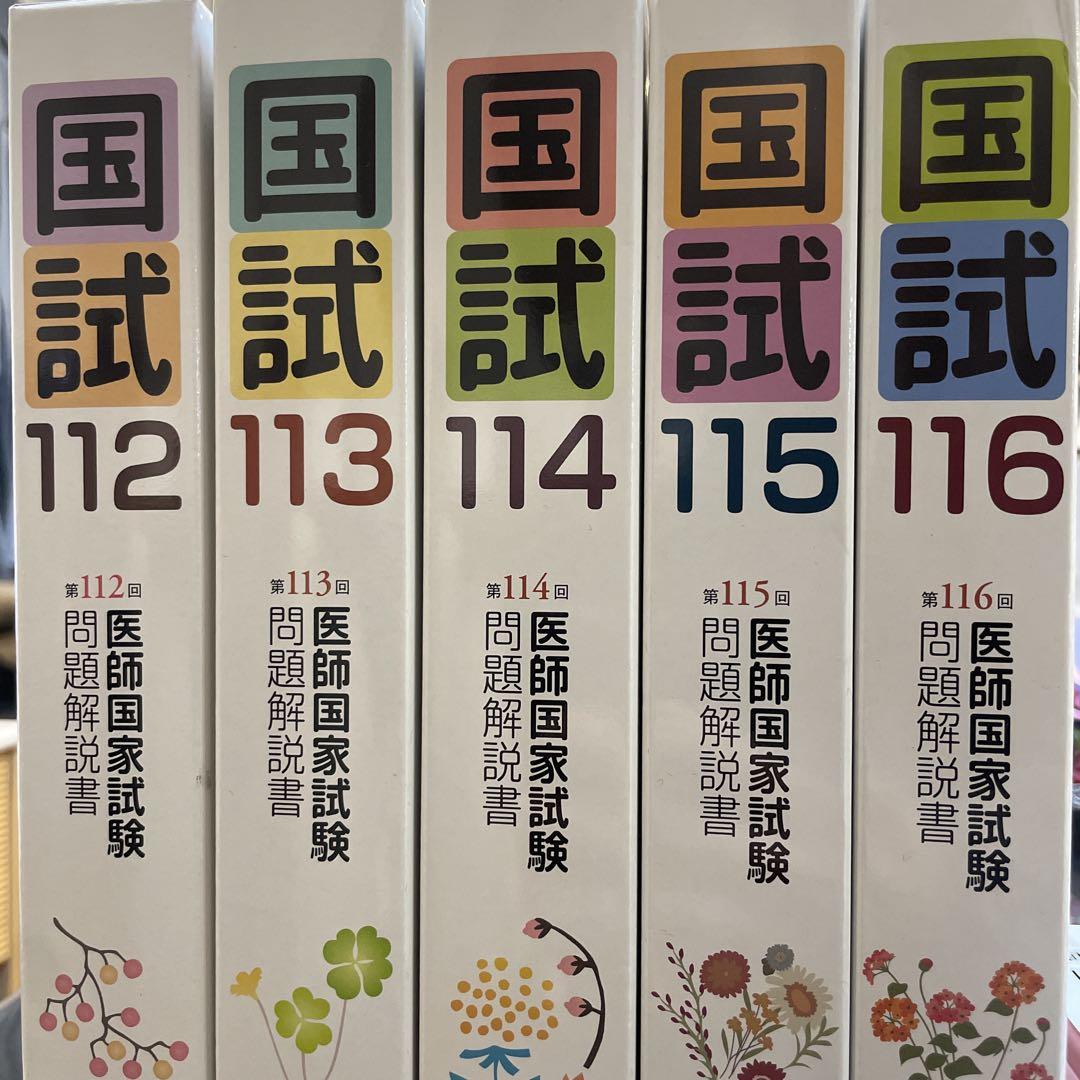 国試
112
第112回
医師国家試験
問題解説書
国試
113
第113回
医師国家試験
問題解説書
国試
114
第114回
医師国家試験
問題解説書
国試
115
第115回
医師国家試験
問題解説書
国試
116
第116回
医師国家試験
問題解説書